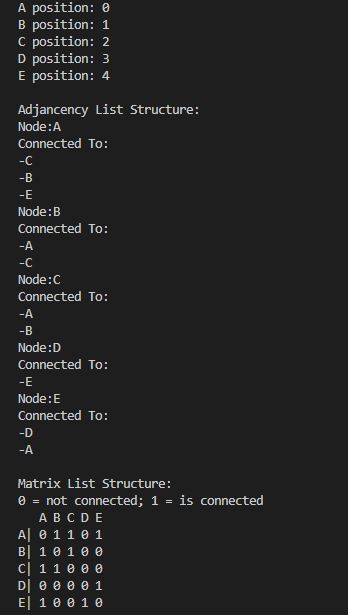 A position: 0
B position: 1
C position: 2
D position: 3
E position: 4
Adjancency List Structure:
Node:A
Connected To:
-C
-B
-E
Node:B
Connected To:
-A
-C
Node:C
Connected To:
-A
-B
Node:D
Connected To:
-E
Node:E
Connected To:
-D
-A
Matrix List Structure:
0 = not connected; 1 = is connected
A B C D E
A| 0 1 1 0 1
B| 1 0 1 0 0
C| 1 1 0 0 0
D| 0 0 0 0 1
E| 1 0 0 1 0